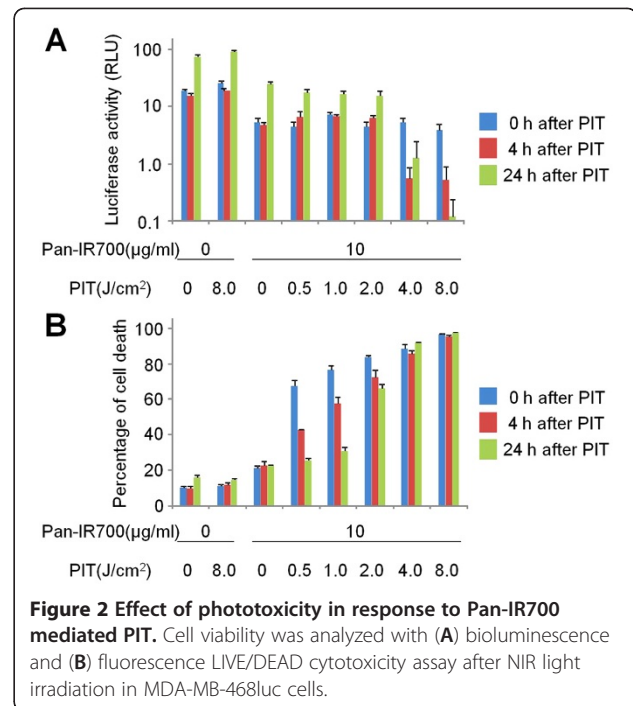 A
Luciferase activity (RLU)
100
10
1.0
0.1
0 h after PIT
4 h after PIT
24 h after PIT
Pan-IR700(µg/ml) 0 10
PIT(J/cm²) 0 8.0 0 0.5 1.0 2.0 4.0 8.0
B
Percentage of cell death
100
80
60
40
20
0
0 h after PIT
4 h after PIT
24 h after PIT
Pan-IR700(µg/ml) 0 10
PIT(J/cm²) 0 8.0 0 0.5 1.0 2.0 4.0 8.0
Figure 2 Effect of phototoxicity in response to Pan-IR700
mediated PIT. Cell viability was analyzed with (A) bioluminescence
and (B) fluorescence LIVE/DEAD cytotoxicity assay after NIR light
irradiation in MDA-MB-468luc cells.